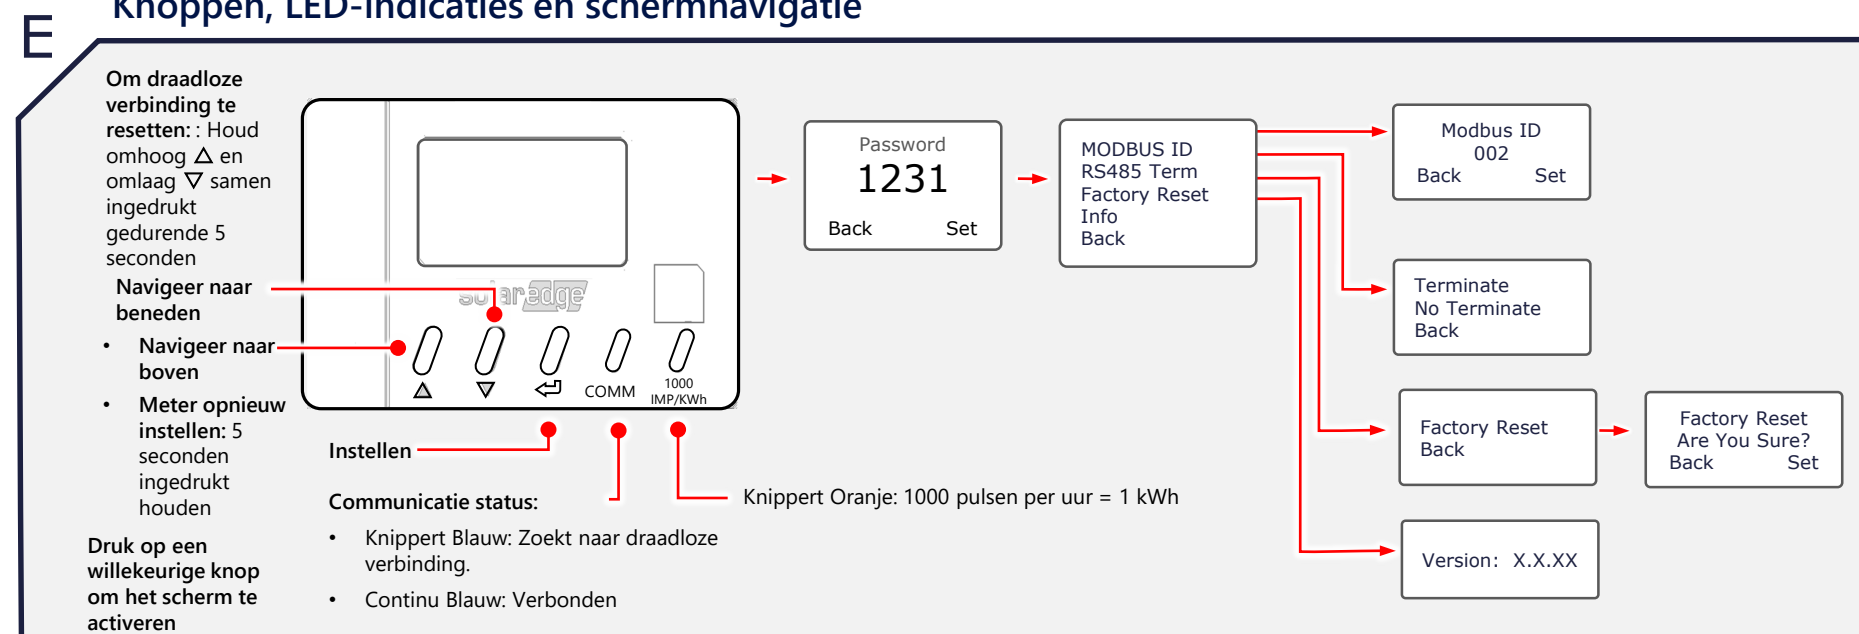 Knoppen, LED-indicaties en schermnavigatie
E
Om draadloze
verbinding te
resetten: : Houd
omhoog △ en
omlaag ▽ samen
ingedrukt
gedurende 5
seconden
Navigeer naar
beneden
• Navigeer naar
boven
• Meter opnieuw
instellen: 5
seconden
ingedrukt
houden
Druk op een
willekeurige knop
om het scherm te
activeren
solaredge
COMM
1000
IMP/KWh
Instellen
Communicatie status:
• Knippert Blauw: Zoekt naar draadloze
verbinding.
• Continu Blauw: Verbonden
Knippert Oranje: 1000 pulsen per uur = 1 kWh
Password
1231
Back Set
MODBUS ID
RS485 Term
Factory Reset
Info
Back
Modbus ID
002
Back Set
Terminate
No Terminate
Back
Factory Reset
Back
Factory Reset
Are You Sure?
Back Set
Version: X.X.XX